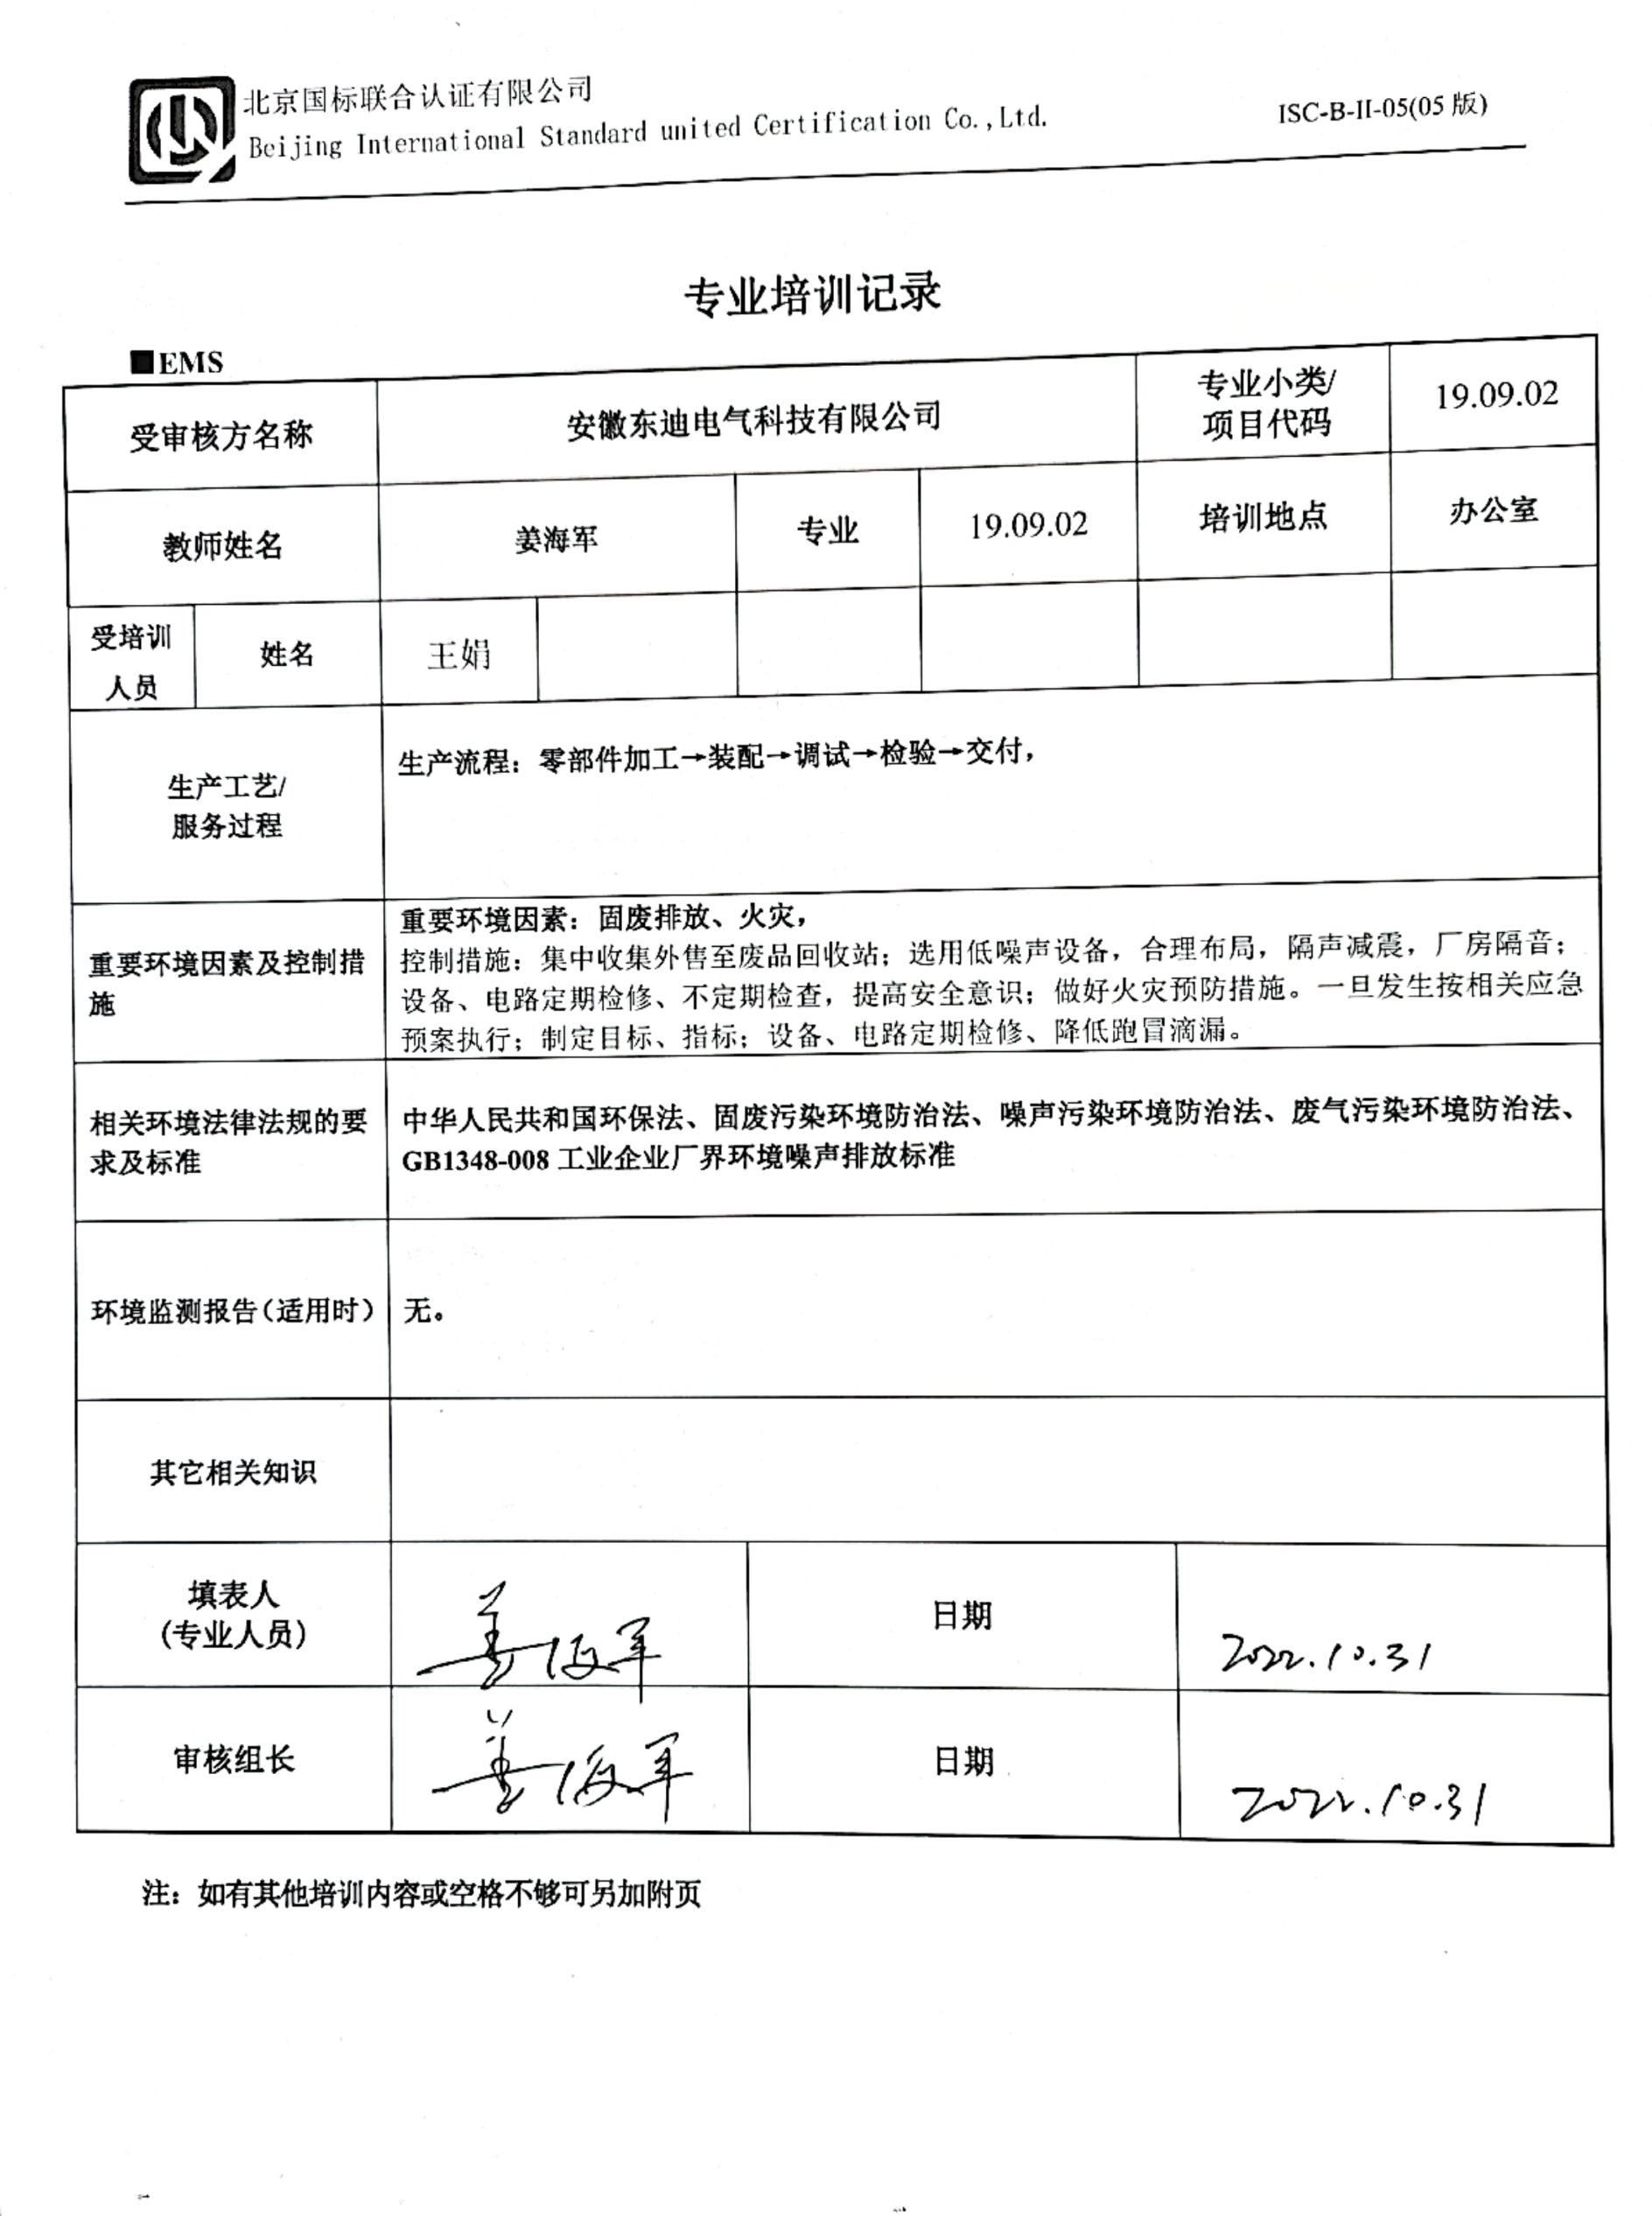 北京国标联合认证有限公司
Beijing International Standard united Certification Co.,Ltd.
ISC-B-II-05(05 版)
专业培训记录
■EMS
受审核方名称
安徽东迪电气科技有限公司
专业小类/
项目代码
19.09.02
教师姓名
姜海军
专业
19.09.02
培训地点
办公室
受培训
人员
姓名
王娟
生产工艺/
服务过程
生产流程：零部件加工→装配→调试→检验→交付，
重要环境因素及控制措
施
重要环境因素：固废排放、火灾，
控制措施：集中收集外售至废品回收站；选用低噪声设备，合理布局，隔声减震，厂房隔音；
设备、电路定期检修、不定期检查，提高安全意识；做好火灾预防措施。一旦发生按相关应急
预案执行；制定目标、指标；设备、电路定期检修、降低跑冒滴漏。
相关环境法律法规的要
求及标准
中华人民共和国环保法、固废污染环境防治法、噪声污染环境防治法、废气污染环境防治法、
GB1348-008 工业企业厂界环境噪声排放标准
环境监测报告（适用时）
无。
其它相关知识
填表人
（专业人员）
姜海军
日期
2022.10.31
审核组长
姜海军
日期
2022.10.31
注：如有其他培训内容或空格不够可另加附页